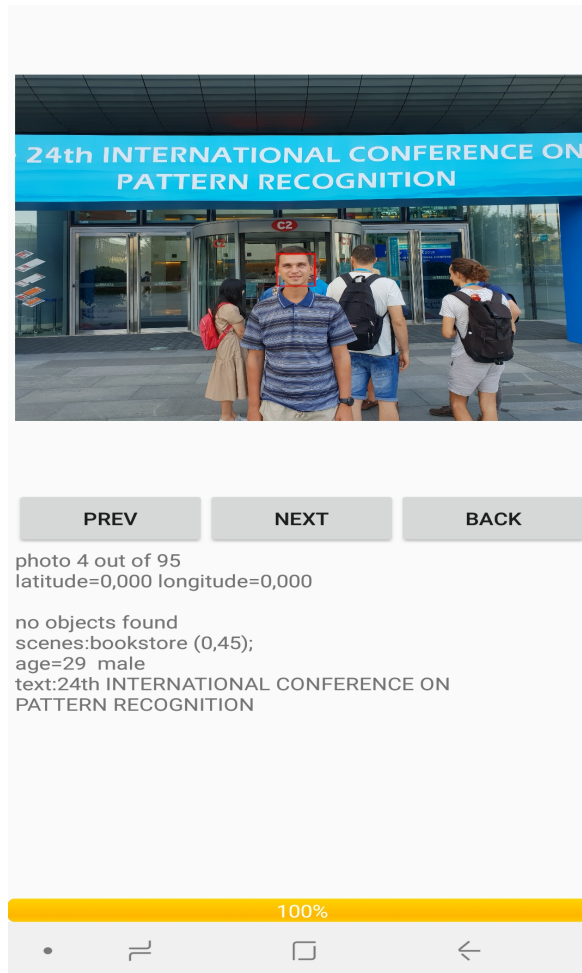 24th INTERNATIONAL CONFERENCE ON
PATTERN RECOGNITION
C2
PREV
NEXT
BACK
photo 4 out of 95
latitude=0,000 longitude=0,000
no objects found
scenes:bookstore (0,45);
age=29 male
text:24th INTERNATIONAL CONFERENCE ON
PATTERN RECOGNITION
100%